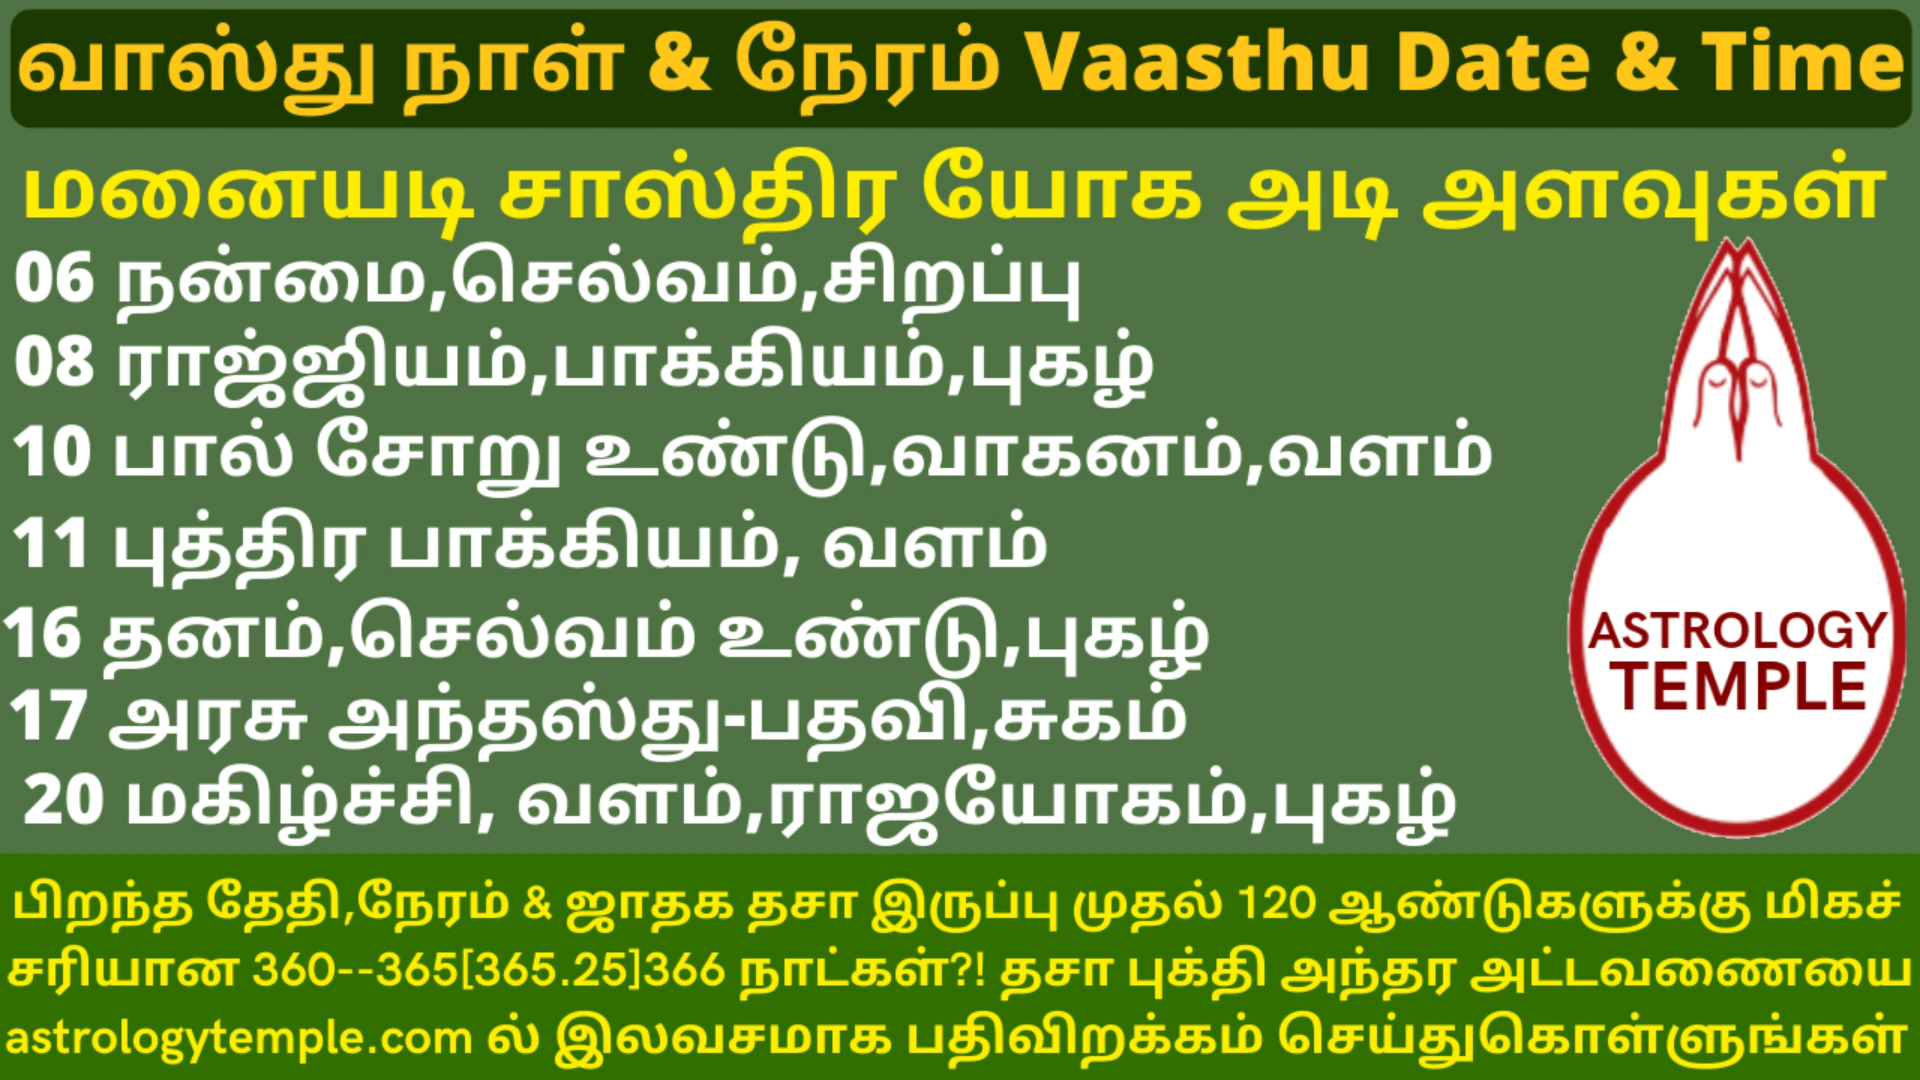 வாஸ்து நாள் & நேரம் Vaasthu Date & Time
மனையடி சாஸ்திர யோக அடி அளவுகள்
06 நன்மை,செல்வம்,சிறப்பு
08 ராஜ்ஜியம்,பாக்கியம்,புகழ்
10 பால் சோறு உண்டு,வாகனம்,வளம்
11 புத்திர பாக்கியம், வளம்
16 தனம்,செல்வம் உண்டு,புகழ்
17 அரசு அந்தஸ்து-பதவி,சுகம்
20 மகிழ்ச்சி, வளம்,ராஜயோகம்,புகழ்
ASTROLOGY
TEMPLE
பிறந்த தேதி,நேரம் & ஜாதக தசா இருப்பு முதல் 120 ஆண்டுகளுக்கு மிகச்
சரியான 360--365[365.25]366 நாட்கள்?! தசா புக்தி அந்தர அட்டவணையை
astrologytemple.com ல் இலவசமாக பதிவிறக்கம் செய்துகொள்ளுங்கள்